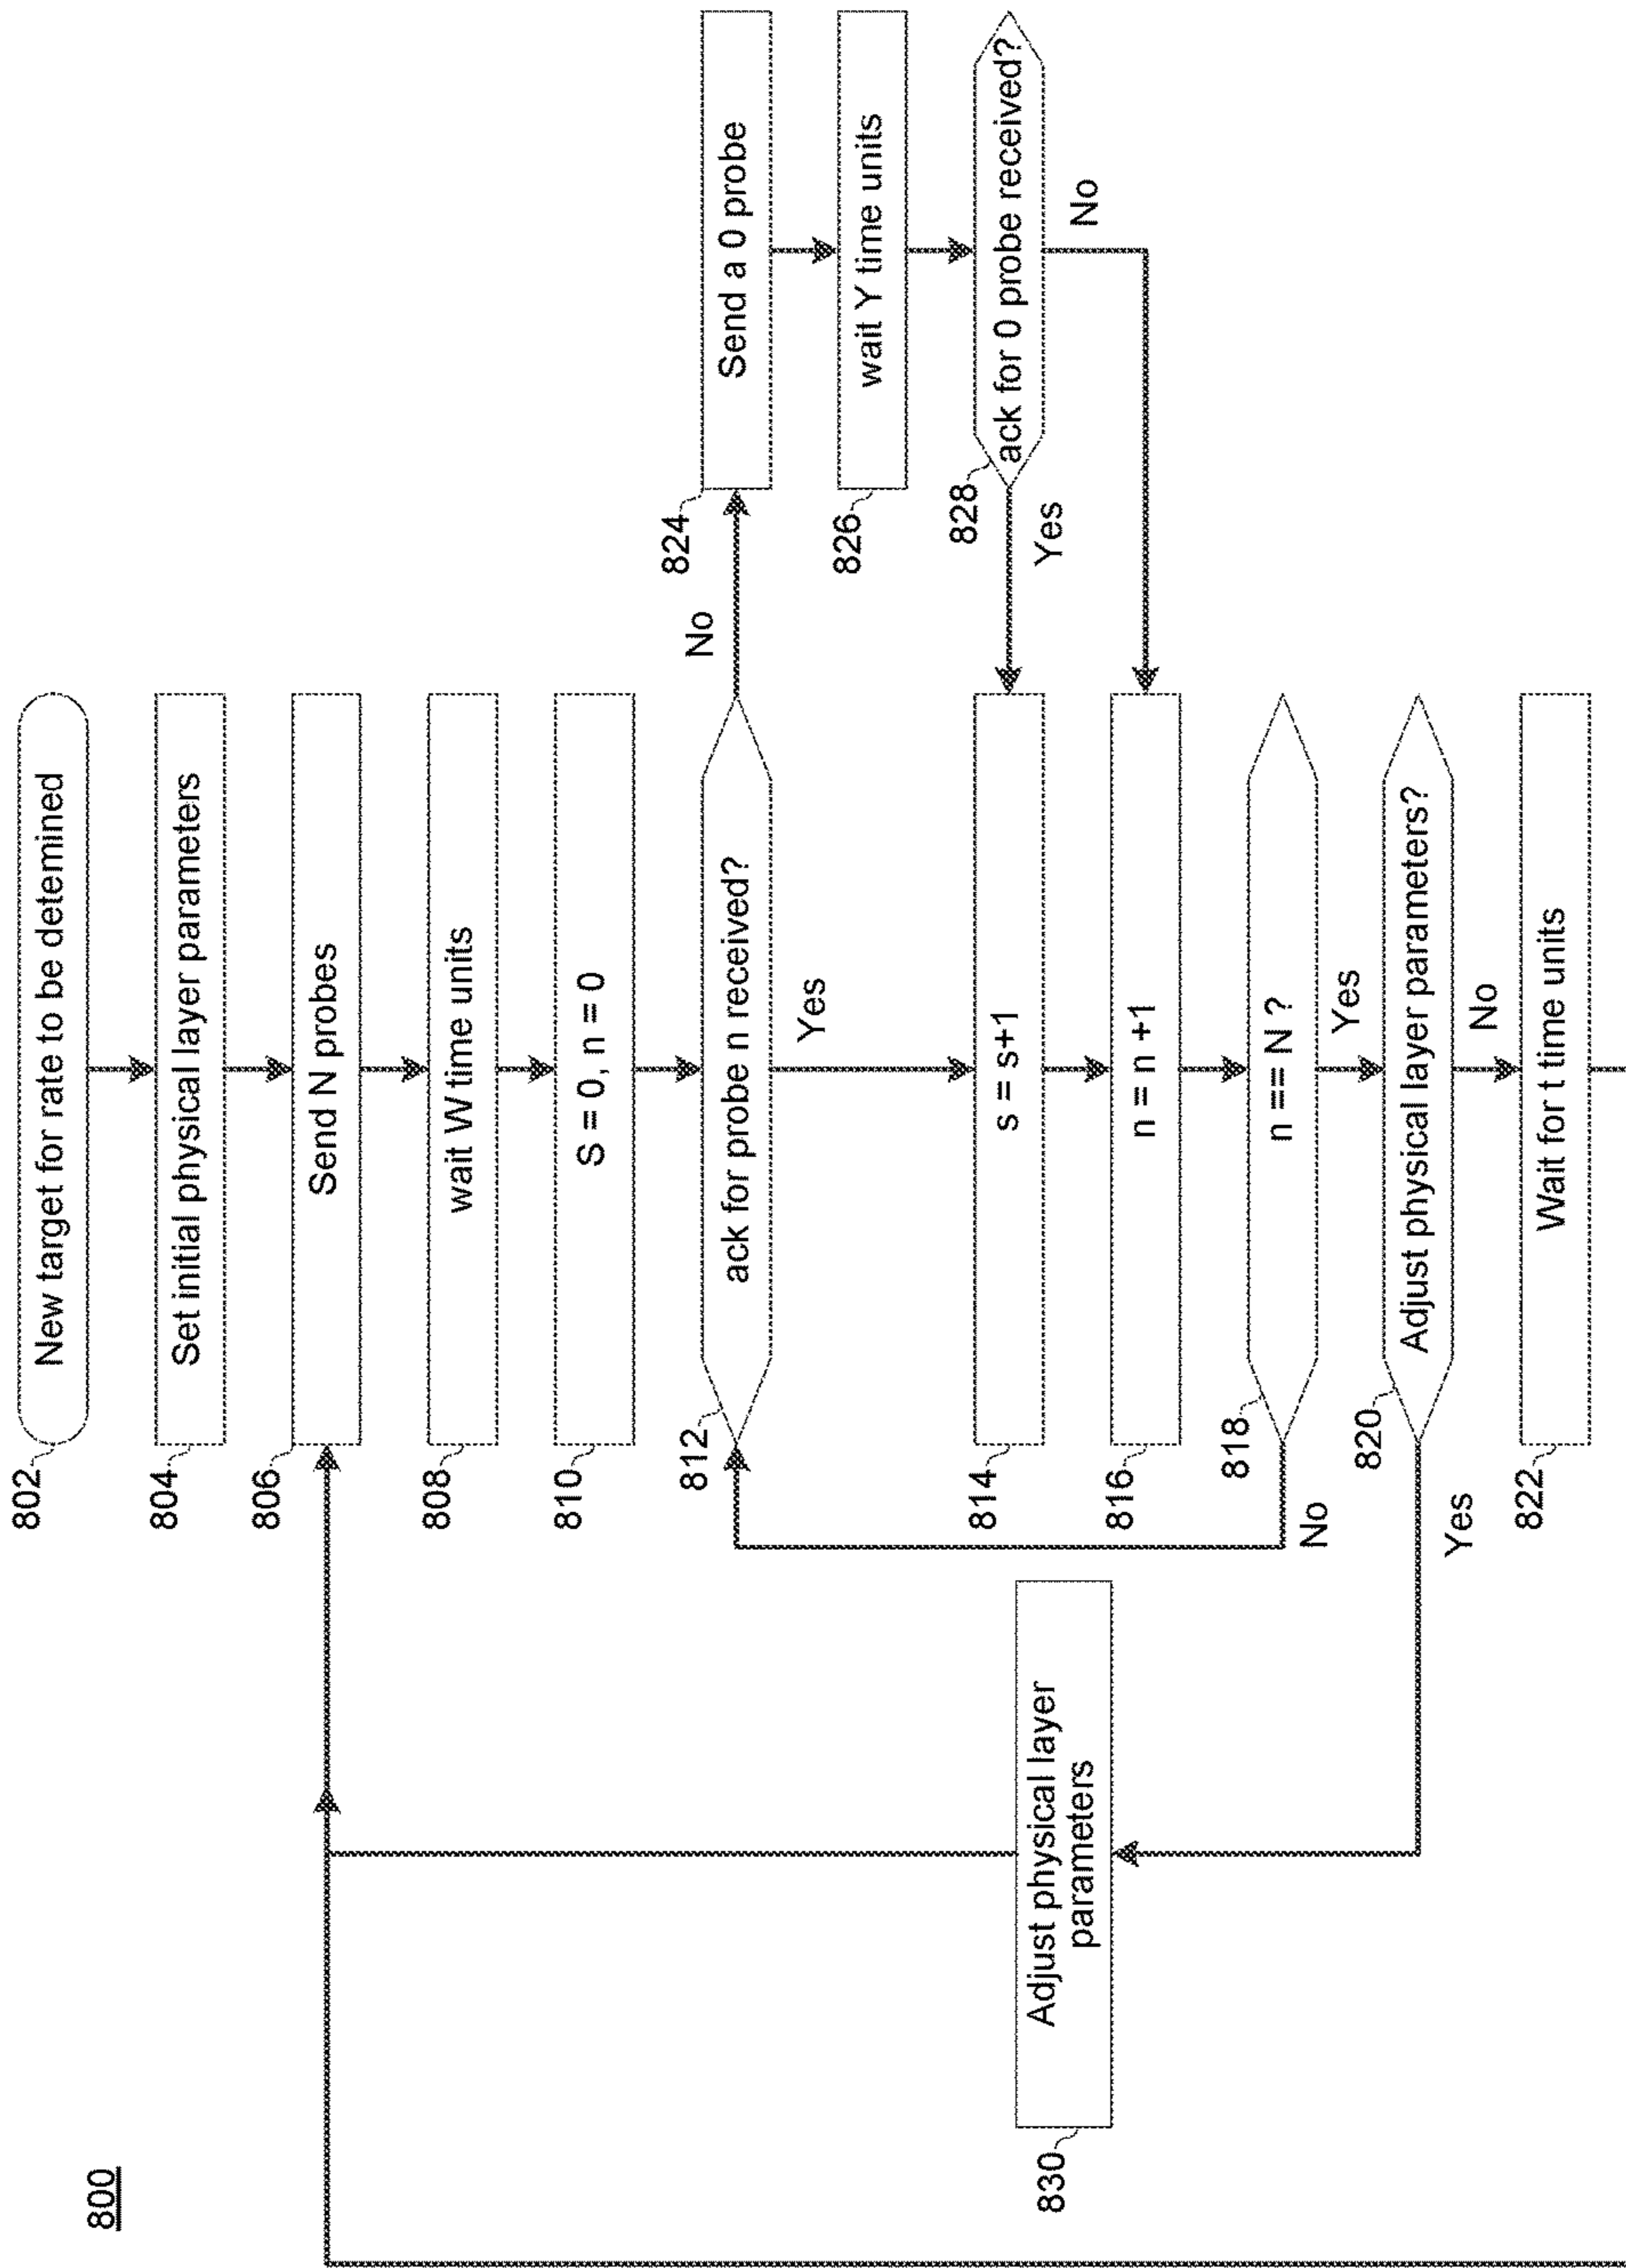 800
802
New target for rate to be detemined
804
Set initial physical layer parameters
806
Send N probes
808
wait W time units
810
S = 0, n = 0
812
ack for probe n received?
No
Yes
824
Send a 0 probe
826
wait Y time units
828
ack for 0 probe received?
Yes
No
814
s = s+1
816
n = n +1
818
n == N ?
No
Yes
820
Adjust physical layer parameters?
Yes
No
822
Wait for t time units
830
Adjust physical layer
parameters